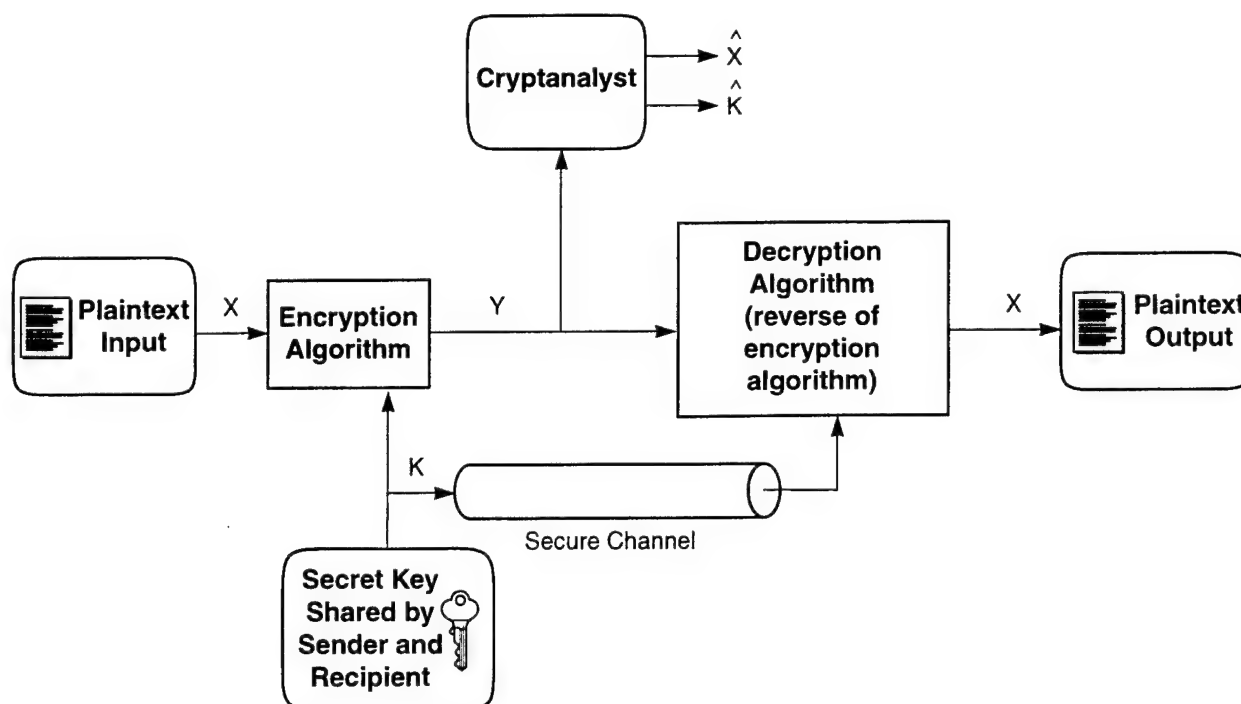 Cryptanalyst
X̂
K̂
Plaintext
Input
X
Encryption
Algorithm
Y
Decryption
Algorithm
(reverse of
encryption
algorithm)
X
Plaintext
Output
K
Secure Channel
Secret Key
Shared by
Sender and
Recipient